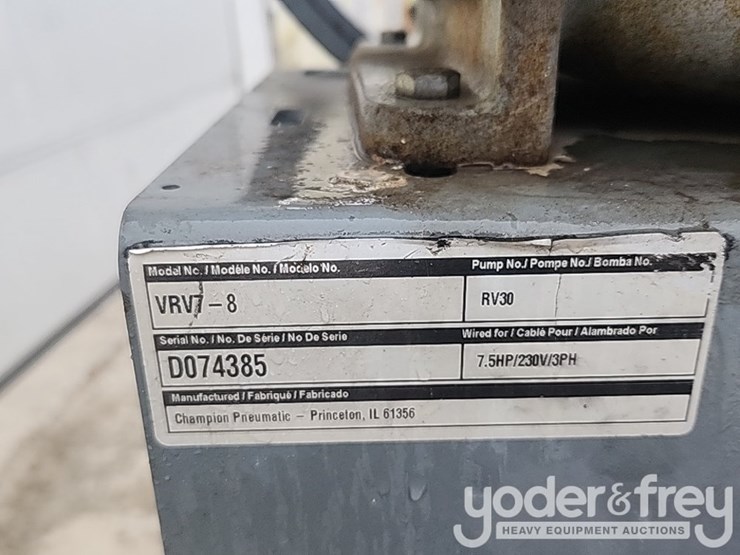 Model No. / Modèle No. / Modelo No.
Pump No./ Pompe No./ Bomba No.
VRV7-8
RV30
Serial No. / No. De Série / No De Serie
Wired for / Cablé Pour / Alambrado Por
D074385
7.5HP/230V/3PH
Manufactured / Fabriqué / Fabricado
Champion Pneumatic – Princeton, IL 61356
yoder&frey
HEAVY EQUIPMENT AUCTIONS